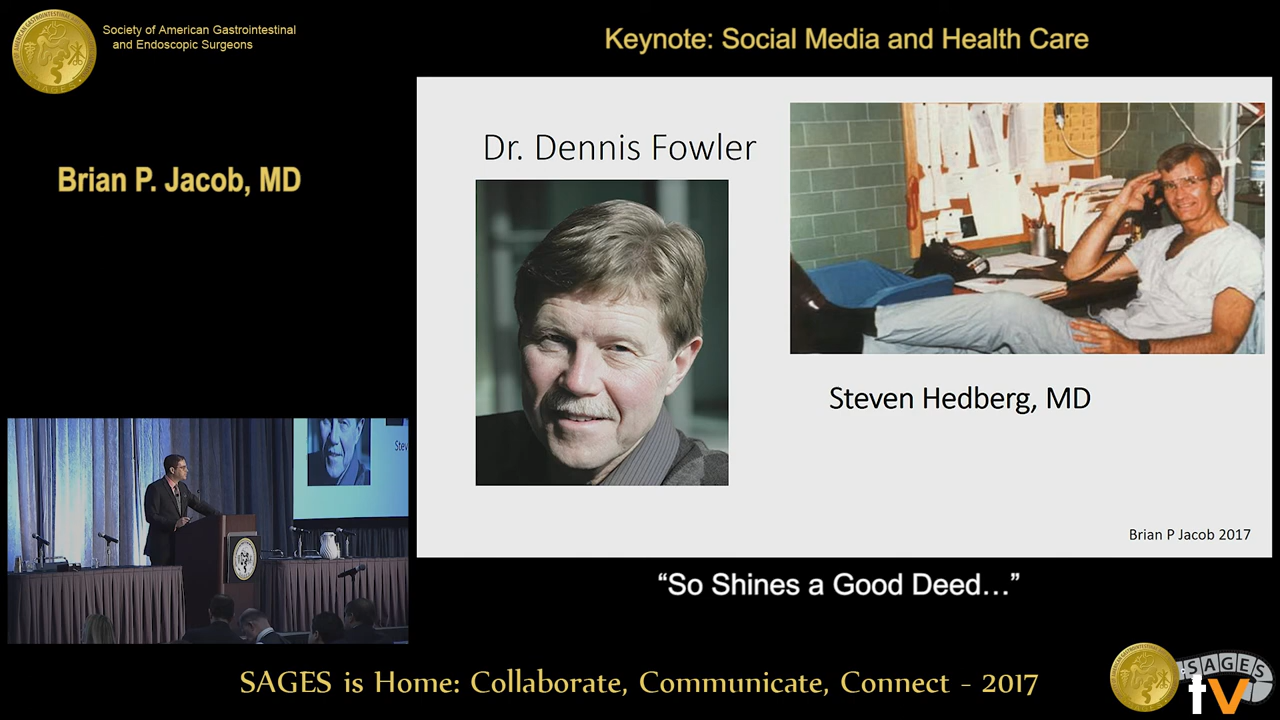 Society of American Gastrointestinal
and Endoscopic Surgeons
Keynote: Social Media and Health Care
Brian P. Jacob, MD
Dr. Dennis Fowler
Steven Hedberg, MD
Brian P Jacob 2017
“So Shines a Good Deed…”
SAGES is Home: Collaborate, Communicate, Connect - 2017
SAGES
tv